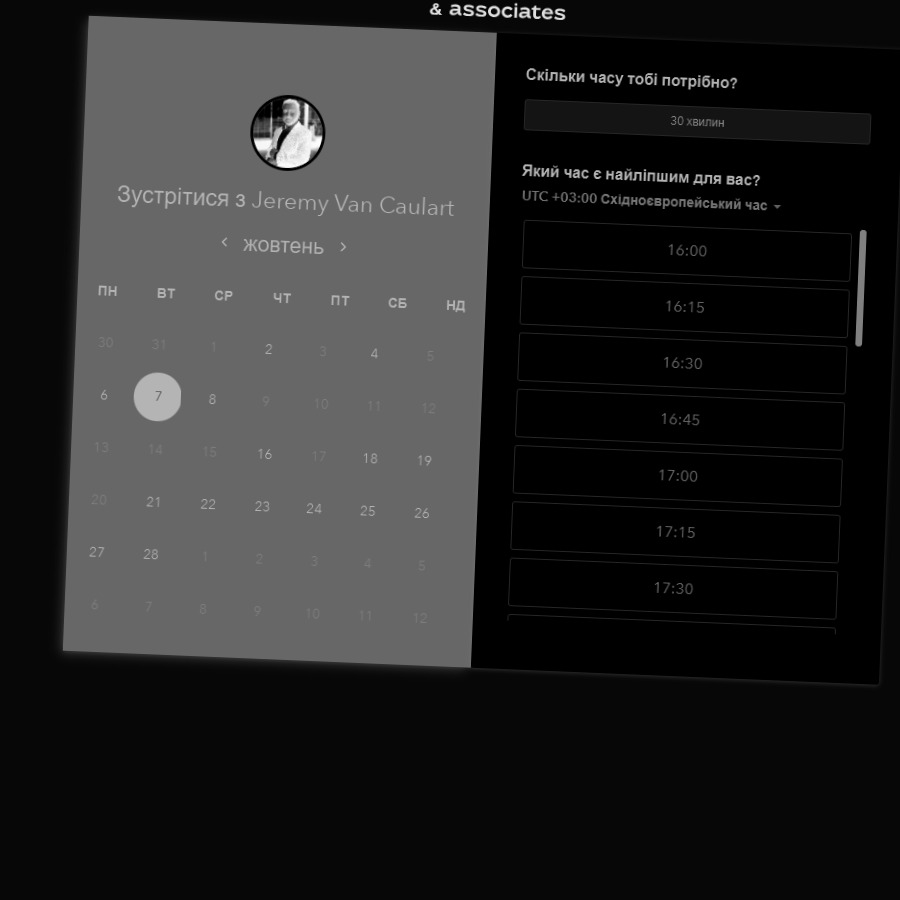 & associates
Зустрітися з Jeremy Van Caulart
жовтень
ПН ВТ СР ЧТ ПТ СБ НД
30 31 1 2 3 4 5
6 7 8 9 10 11 12
13 14 15 16 17 18 19
20 21 22 23 24 25 26
27 28 1 2 3 4 5
6 7 8 9 10 11 12
Скільки часу тобі потрібно?
30 хвилин
Який час є найліпшим для вас?
UTC +03:00 Східноєвропейський час
16:00
16:15
16:30
16:45
17:00
17:15
17:30